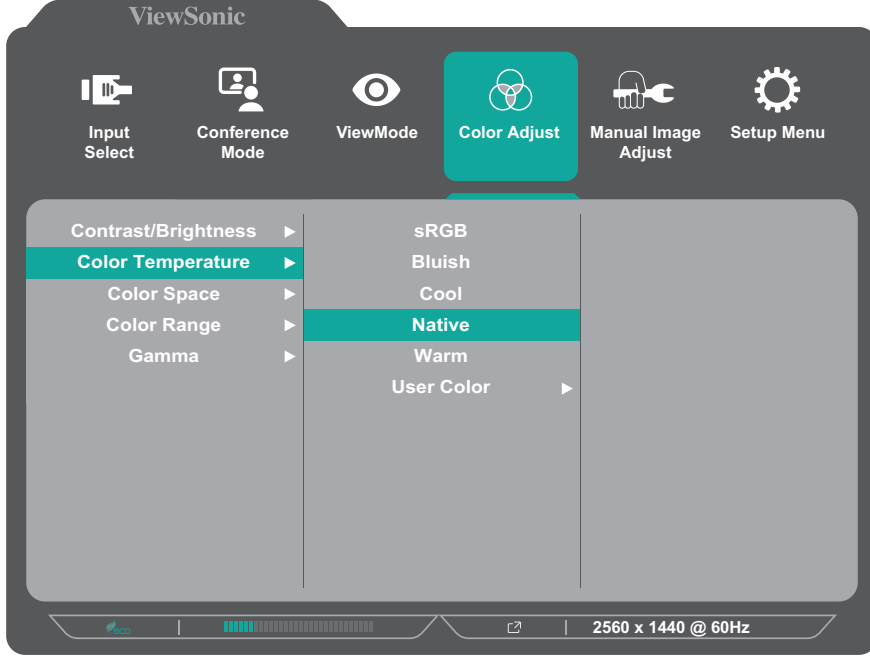 ViewSonic
Input
Select
Conference
Mode
ViewMode
Color Adjust
Manual Image
Adjust
Setup Menu
Contrast/Brightness
Color Temperature
Color Space
Color Range
Gamma
sRGB
Bluish
Cool
Native
Warm
User Color
eco
2560 x 1440 @ 60Hz